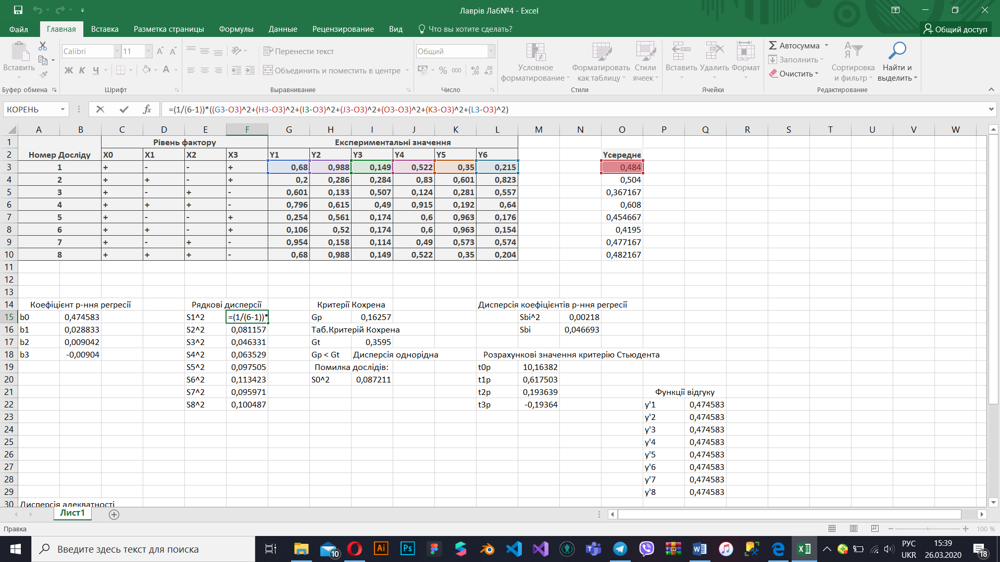 Лаврів Лаб№4 - Excel
Файл Главная Вставка Разметка страницы Формулы Данные Рецензирование Вид Что вы хотите сделать? Общий доступ
Вставить
Calibri 11
Ж К Ч
Перенести текст
Объединить и поместить в центре
Общий
% 000
Условное форматирование
Форматировать как таблицу
Стили ячеек
Вставить Удалить Формат
Автосумма
Заполнить
Очистить
Сортировка и фильтр
Найти и выделить
Буфер обмена Шрифт Выравнивание Число Стили Ячейки Редактирование
КОРЕНЬ fx =(1/(6-1))*((G3-O3)^2+(H3-O3)^2+(I3-O3)^2+(J3-O3)^2+(O3-O3)^2+(K3-O3)^2+(L3-O3)^2)
A B C D E F G H I J K L M N O P Q R S T U V W
1 Рівень фактору Експериментальні значення
2 Номер Досліду X0 X1 X2 X3 Y1 Y2 Y3 Y4 Y5 Y6 Yсереднє
3 1 + - - + 0,68 0,988 0,149 0,522 0,35 0,215 0,484
4 2 + + - + 0,2 0,286 0,284 0,83 0,601 0,823 0,504
5 3 + - + - 0,601 0,133 0,507 0,124 0,281 0,557 0,367167
6 4 + + + - 0,796 0,615 0,49 0,915 0,192 0,64 0,608
7 5 + - - + 0,254 0,561 0,174 0,6 0,963 0,176 0,454667
8 6 + + - + 0,106 0,52 0,174 0,6 0,963 0,154 0,4195
9 7 + - + - 0,954 0,158 0,114 0,49 0,573 0,574 0,477167
10 8 + + + - 0,68 0,988 0,149 0,522 0,35 0,204 0,482167
11
12
13
14 Коефіцієнт р-ння регресії Рядкові дисперсії Критерії Кохрена Дисперсія коефіцієнтів р-ння регресії
15 b0 0,474583 S1^2 =(1/(6-1))* Gp 0,16257 Sbi^2 0,00218
16 b1 0,028833 S2^2 0,081157 Таб.Критерій Кохрена Sbi 0,046693
17 b2 0,009042 S3^2 0,046331 Gt 0,3595
18 b3 -0,00904 S4^2 0,063529 Gp < Gt Дисперсія однорідна Розрахункові значення критерію Стьюдента
19 S5^2 0,097505 Помилка дослідів: t0p 10,16382
20 S6^2 0,113423 S0^2 0,087211 t1p 0,617503
21 S7^2 0,095971 t2p 0,193639 Функції відгуку
22 S8^2 0,100487 t3p -0,19364 y'1 0,474583
23 y'2 0,474583
24 y'3 0,474583
25 y'4 0,474583
26 y'5 0,474583
27 y'6 0,474583
28 y'7 0,474583
29 y'8 0,474583
30 Дисперсія адекватності
Лист1
Правка 100 %
Введите здесь текст для поиска
10
Ai
Ps
РУС
UKR
15:39
26.03.2020
18